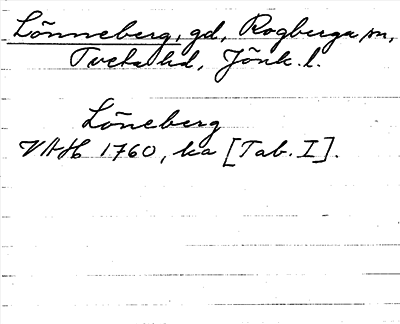 Lönneberg, gd, Rogberga sn,
Tveta hd, Jönk. l.
Löneberg
VAH 1760, ka [Tab. I].